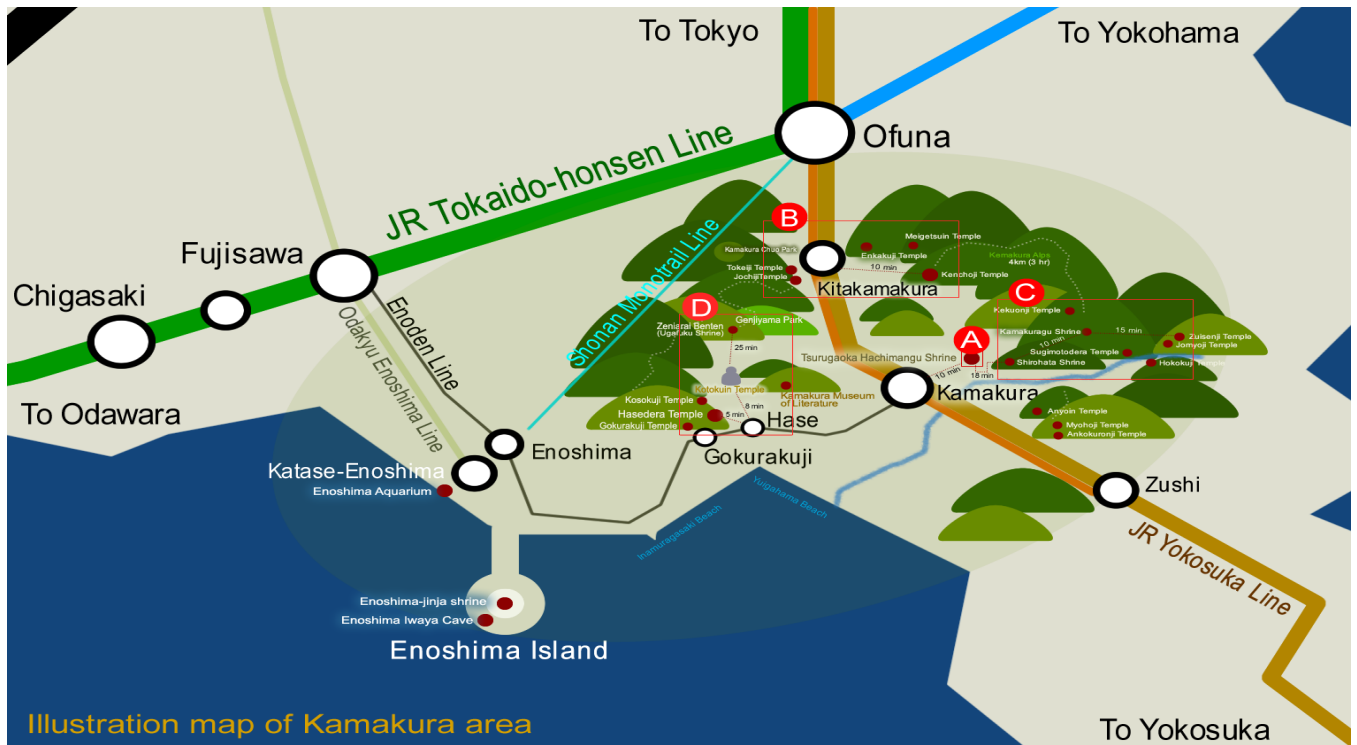 To Tokyo
To Yokohama
Ofuna
JR Tokaido-honsen Line
Shonan Monotrail Line
Fujisawa
Chigasaki
To Odawara
Odakyu Enoshima Line
Enoden Line
B
Kamakura Chuo Park
Meigetsuin Temple
Enkakuji Temple
Tokeiji Temple
JochijiTemple
10 min
Kenchoji Temple
Kitakamakura
Kamakura Alps
4km (3 hr)
C
Kekuonji Temple
Kamakuragu Shrine
15 min
10 min
Zuisenji Temple
Jomyoji Temple
Sugimotodera Temple
Shirohata Shrine
Hokokuji Temple
D
Genjiyama Park
Zeniarai Benten
(Ugafuku Shrine)
25 min
A
Tsurugaoka Hachimangu Shrine
10 min
18 min
Kamakura
Kotokuin Temple
Kamakura Museum
of Literature
Kosokuji Temple
8 min
Hasedera Temple
5 min
Gokurakuji Temple
Hase
Gokurakuji
Anyoin Temple
Myohoji Temple
Ankokuronji Temple
Enoshima
Katase-Enoshima
Enoshima Aquarium
Zushi
Yuigahama Beach
Inamuragasaki Beach
JR Yokosuka Line
Enoshima-jinja shrine
Enoshima Iwaya Cave
Enoshima Island
Illustration map of Kamakura area
To Yokosuka